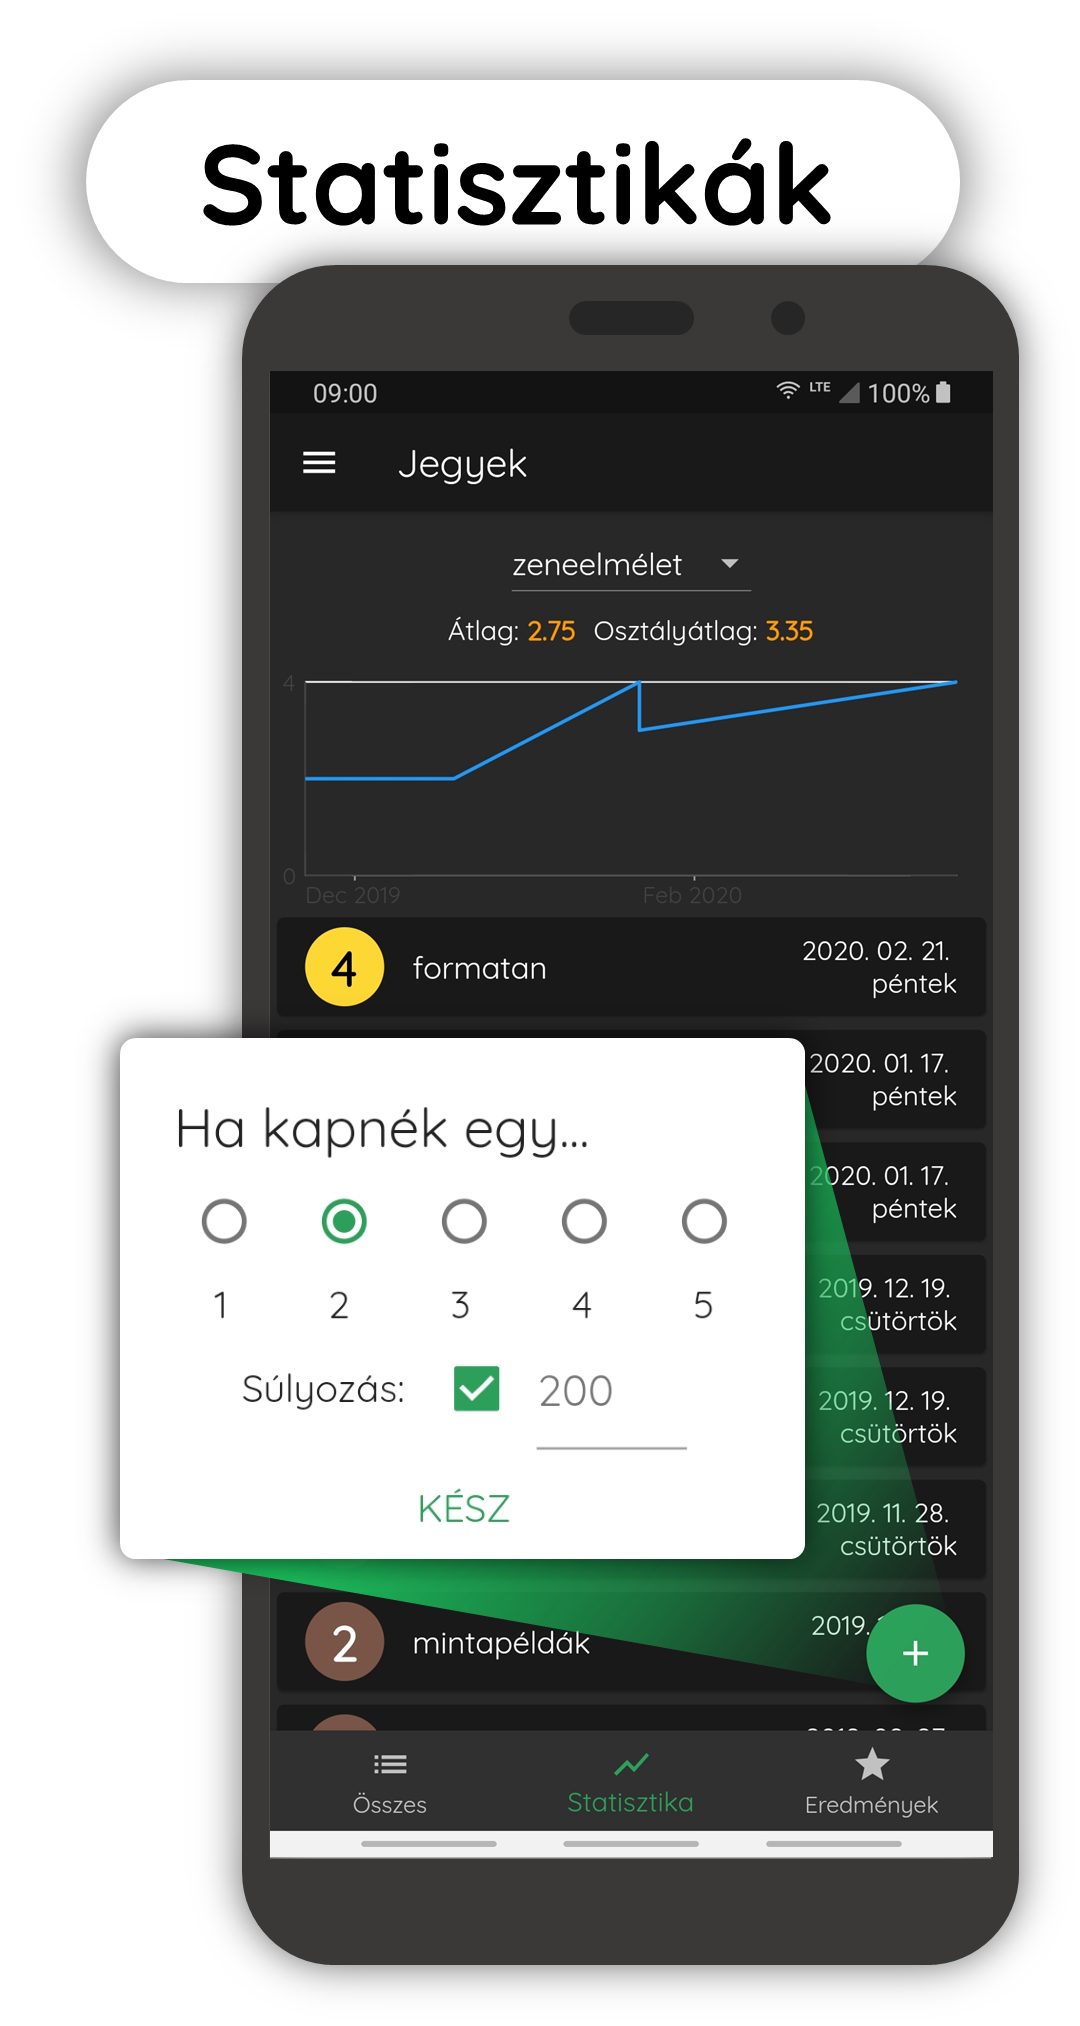 Statisztikák
09:00 LTE 100%
Jegyek
zeneelmélet
Átlag: 2.75 Osztályátlag: 3.35
4
0
Dec 2019 Feb 2020
4 formatan 2020. 02. 21.
péntek
2020. 01. 17.
péntek
2020. 01. 17.
péntek
2019. 12. 19.
csütörtök
2019. 12. 19.
csütörtök
2019. 11. 28.
csütörtök
Ha kapnék egy...
1 2 3 4 5
Súlyozás: 200
KÉSZ
2 mintapéldák 2019.
+
Összes Statisztika Eredmények